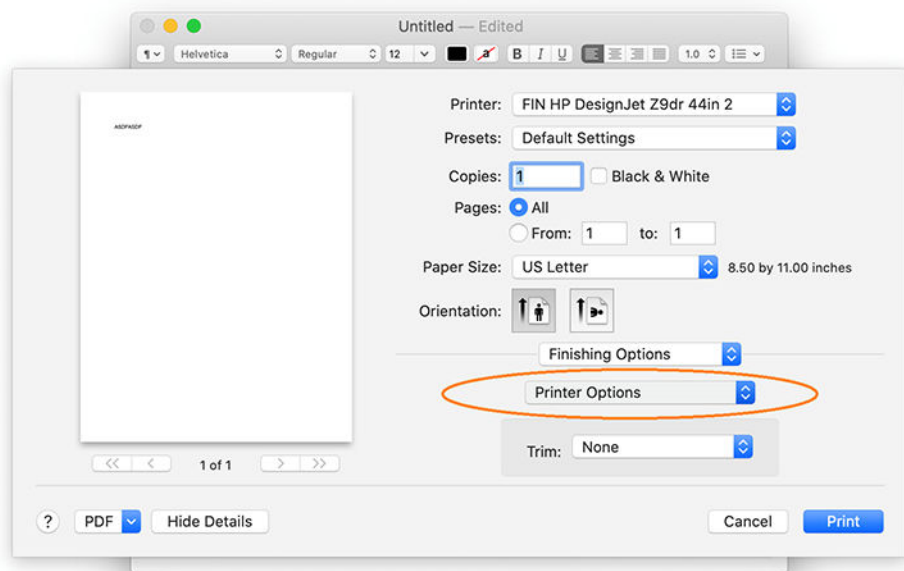 Untitled — Edited
¶ Helvetica Regular 12 a B I U 1.0
ASDFASDF
Printer: FIN HP DesignJet Z9dr 44in 2
Presets: Default Settings
Copies: 1 Black & White
Pages: All
From: 1 to: 1
Paper Size: US Letter 8.50 by 11.00 inches
Orientation:
Finishing Options
Printer Options
Trim: None
1 of 1
? PDF Hide Details Cancel Print